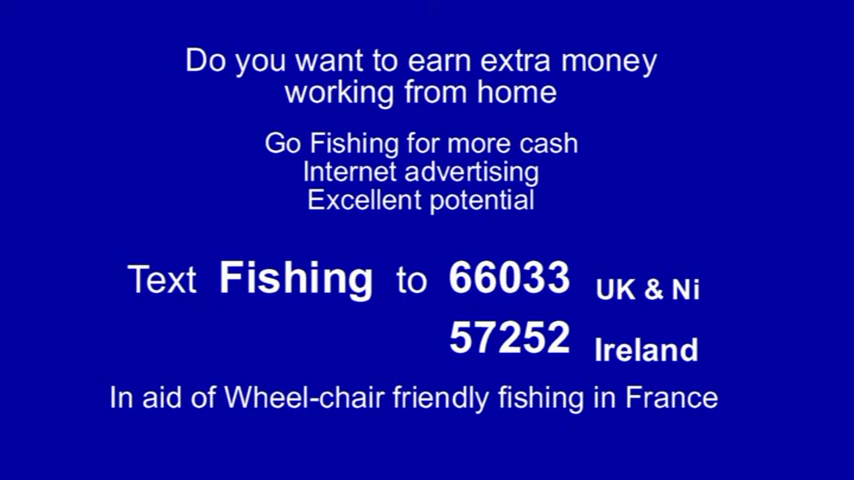 Do you want to earn extra money
working from home
Go Fishing for more cash
Internet advertising
Excellent potential
Text Fishing to 66033 UK & Ni
57252 Ireland
In aid of Wheel-chair friendly fishing in France